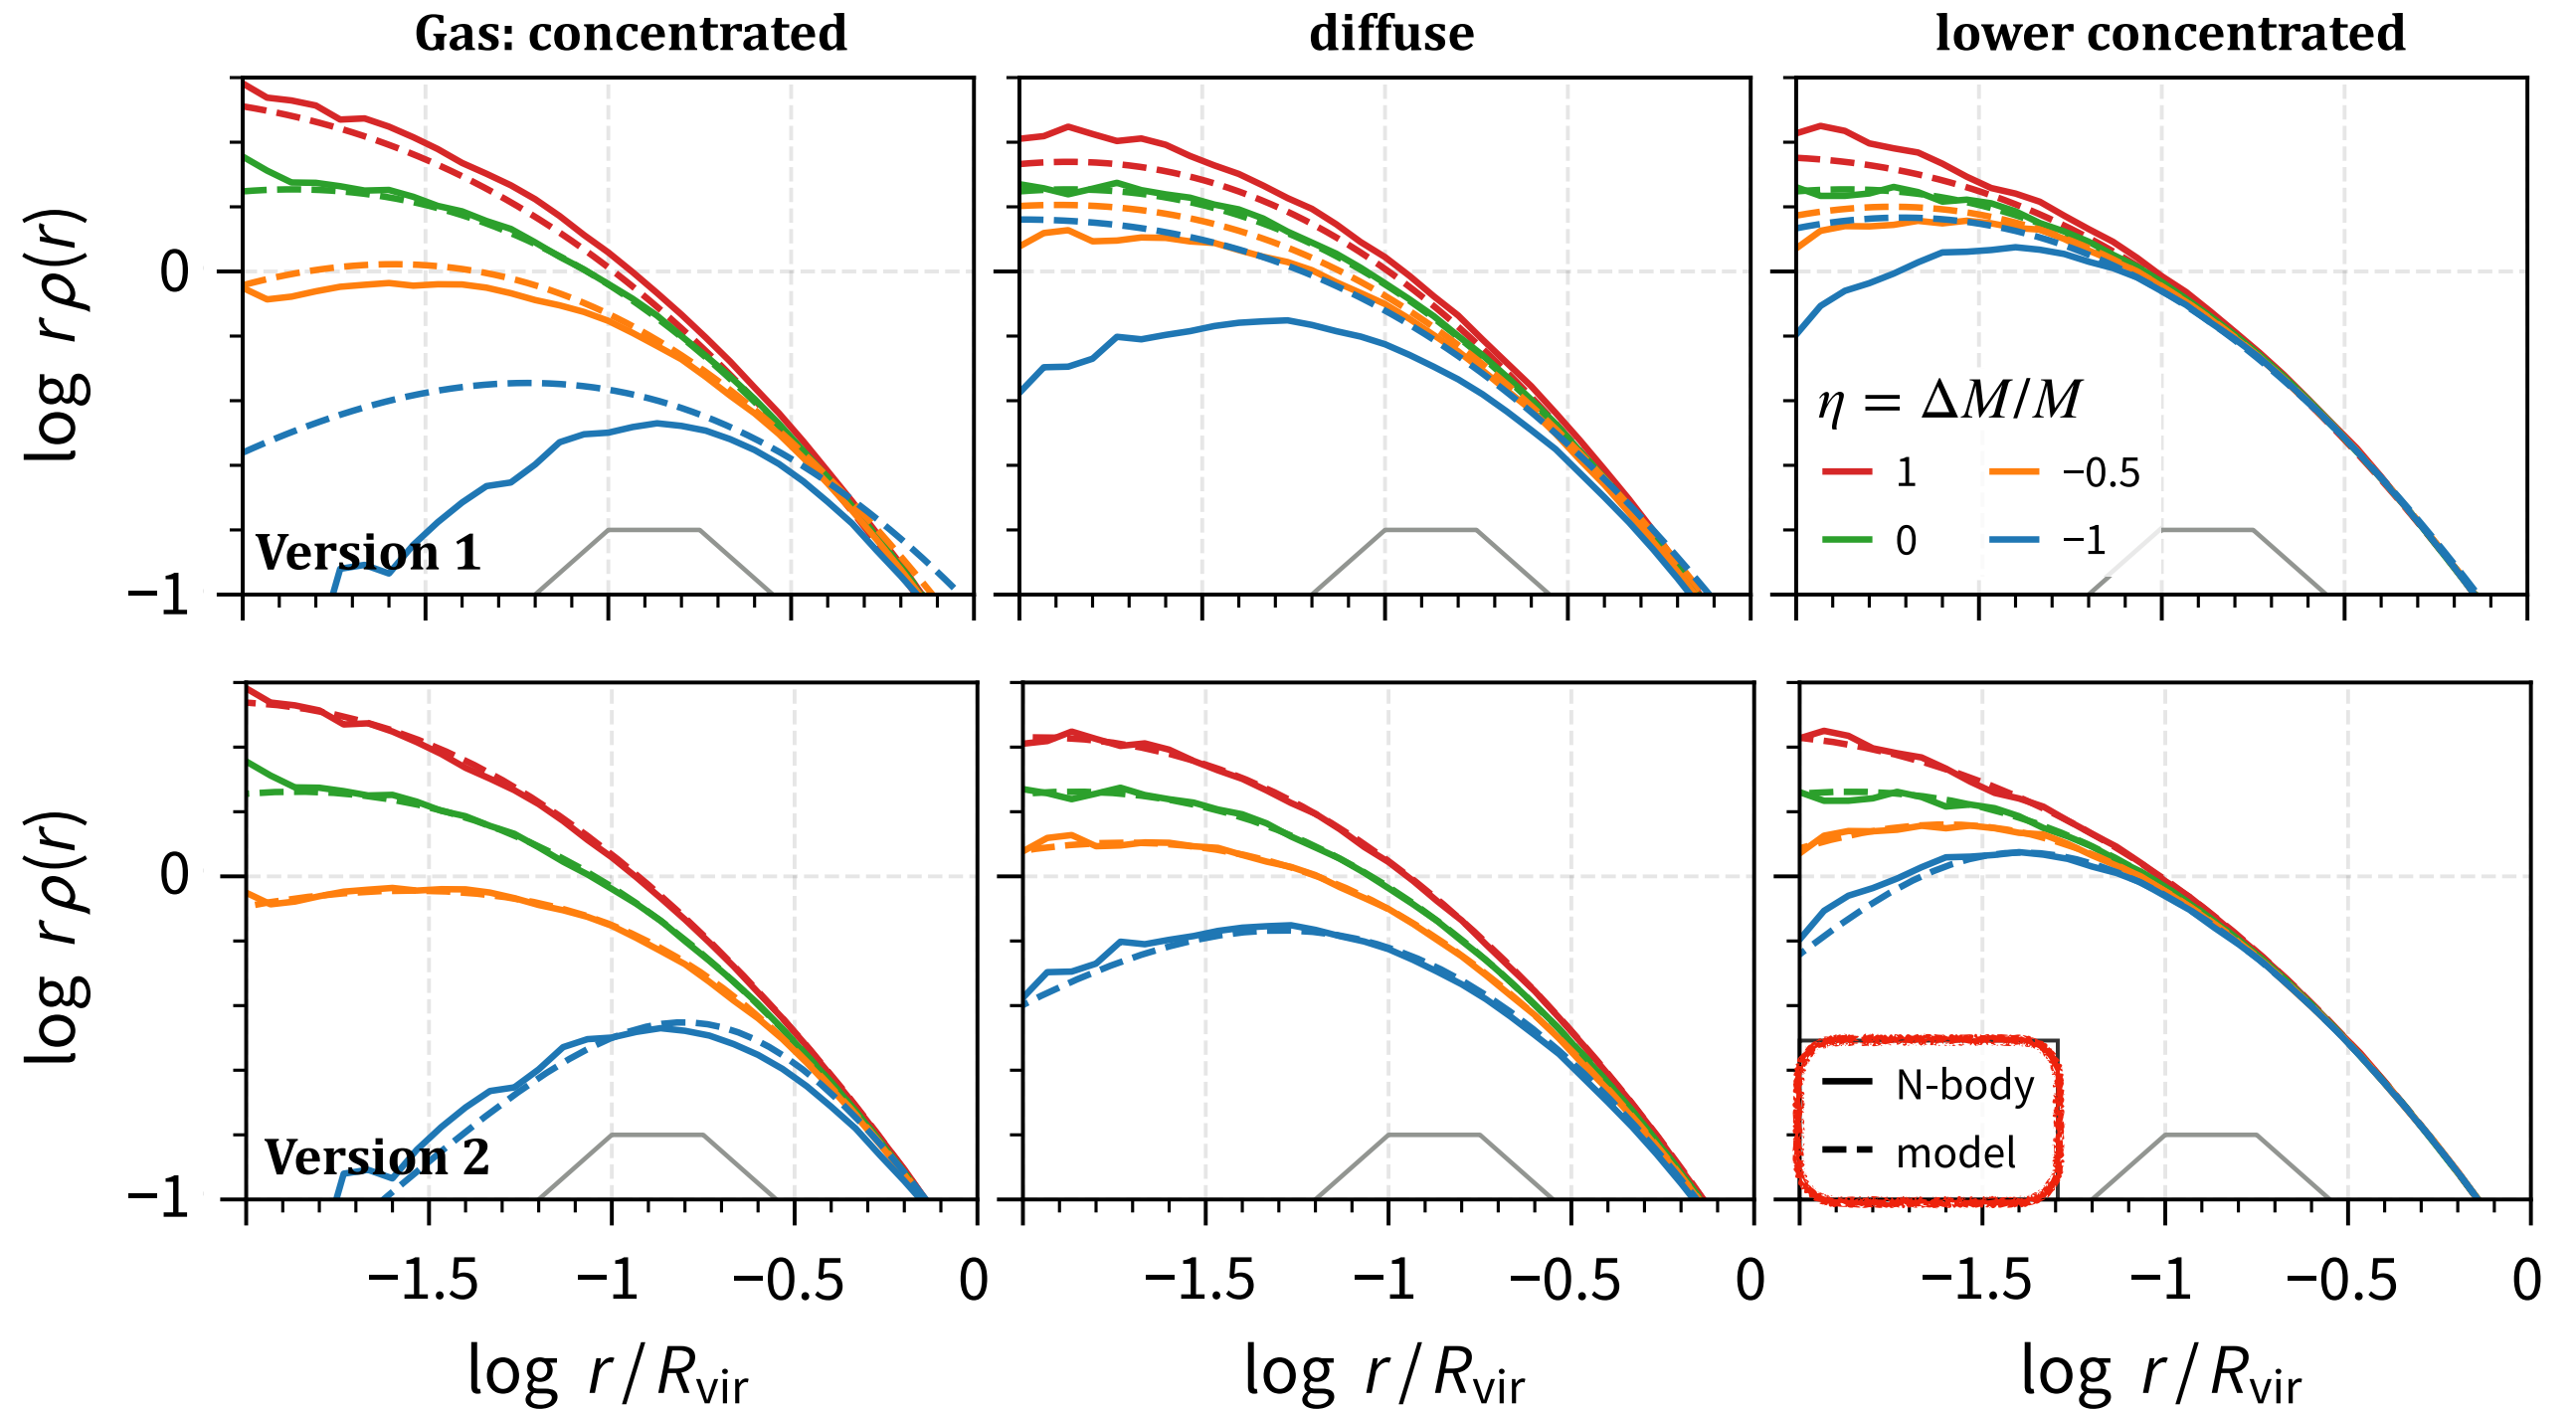 Gas: concentrated
diffuse
lower concentrated
log r ρ(r)
0
−1
Version 1
η = ΔM/M
1
−0.5
0
−1
log r ρ(r)
0
−1
Version 2
N-body
model
−1.5 −1 −0.5 0
−1.5 −1 −0.5 0
−1.5 −1 −0.5 0
log r/R_vir
log r/R_vir
log r/R_vir